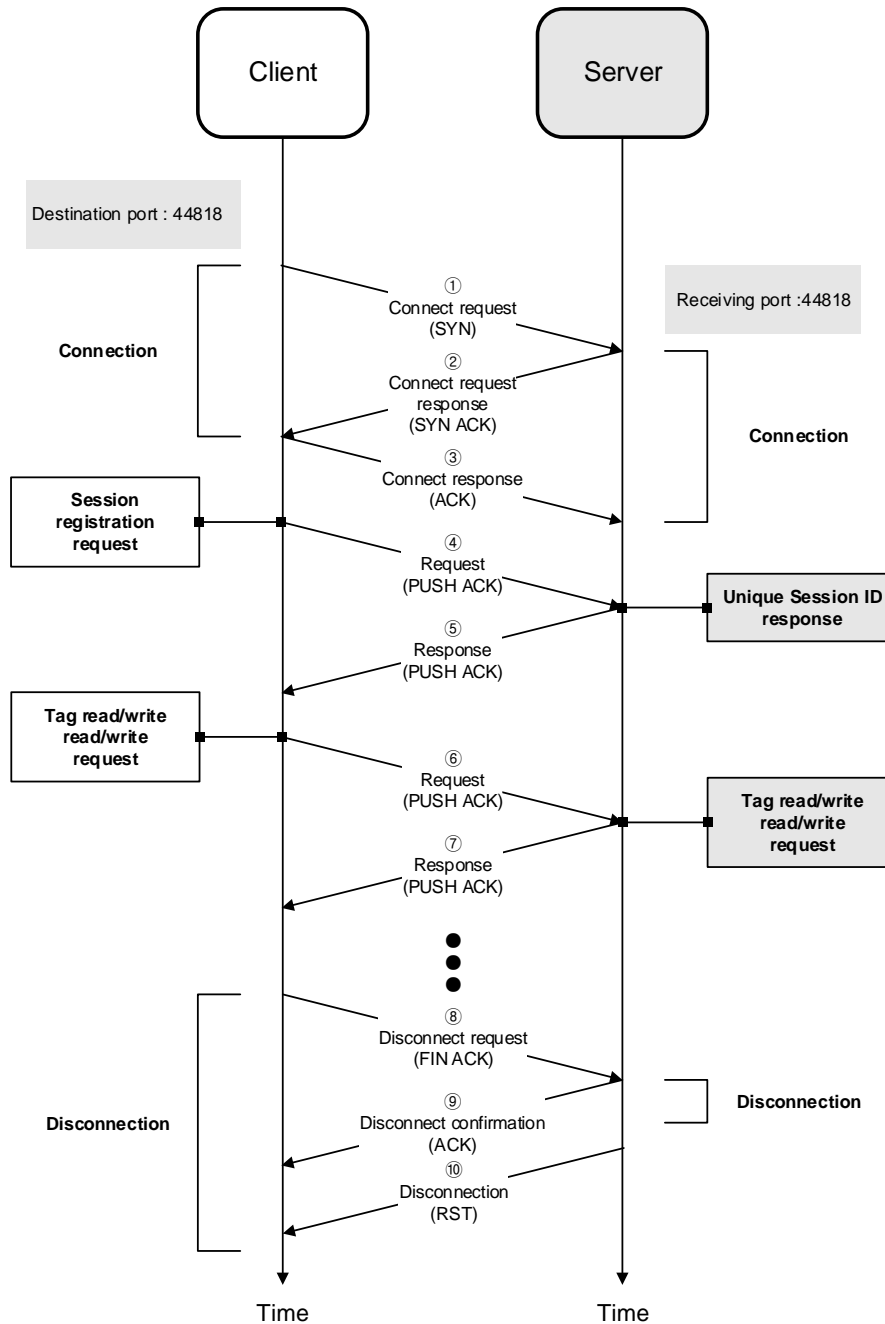 Client
Server
Destination port : 44818
Receiving port :44818
①
Connect request
(SYN)
Connection
②
Connect request
response
(SYN ACK)
Connection
③
Connect response
(ACK)
Session
registration
request
④
Request
(PUSH ACK)
Unique Session ID
response
⑤
Response
(PUSH ACK)
Tag read/write
read/write
request
⑥
Request
(PUSH ACK)
Tag read/write
read/write
request
⑦
Response
(PUSH ACK)
⑧
Disconnect request
(FIN ACK)
Disconnection
⑨
Disconnect confirmation
(ACK)
Disconnection
⑩
Disconnection
(RST)
Time
Time